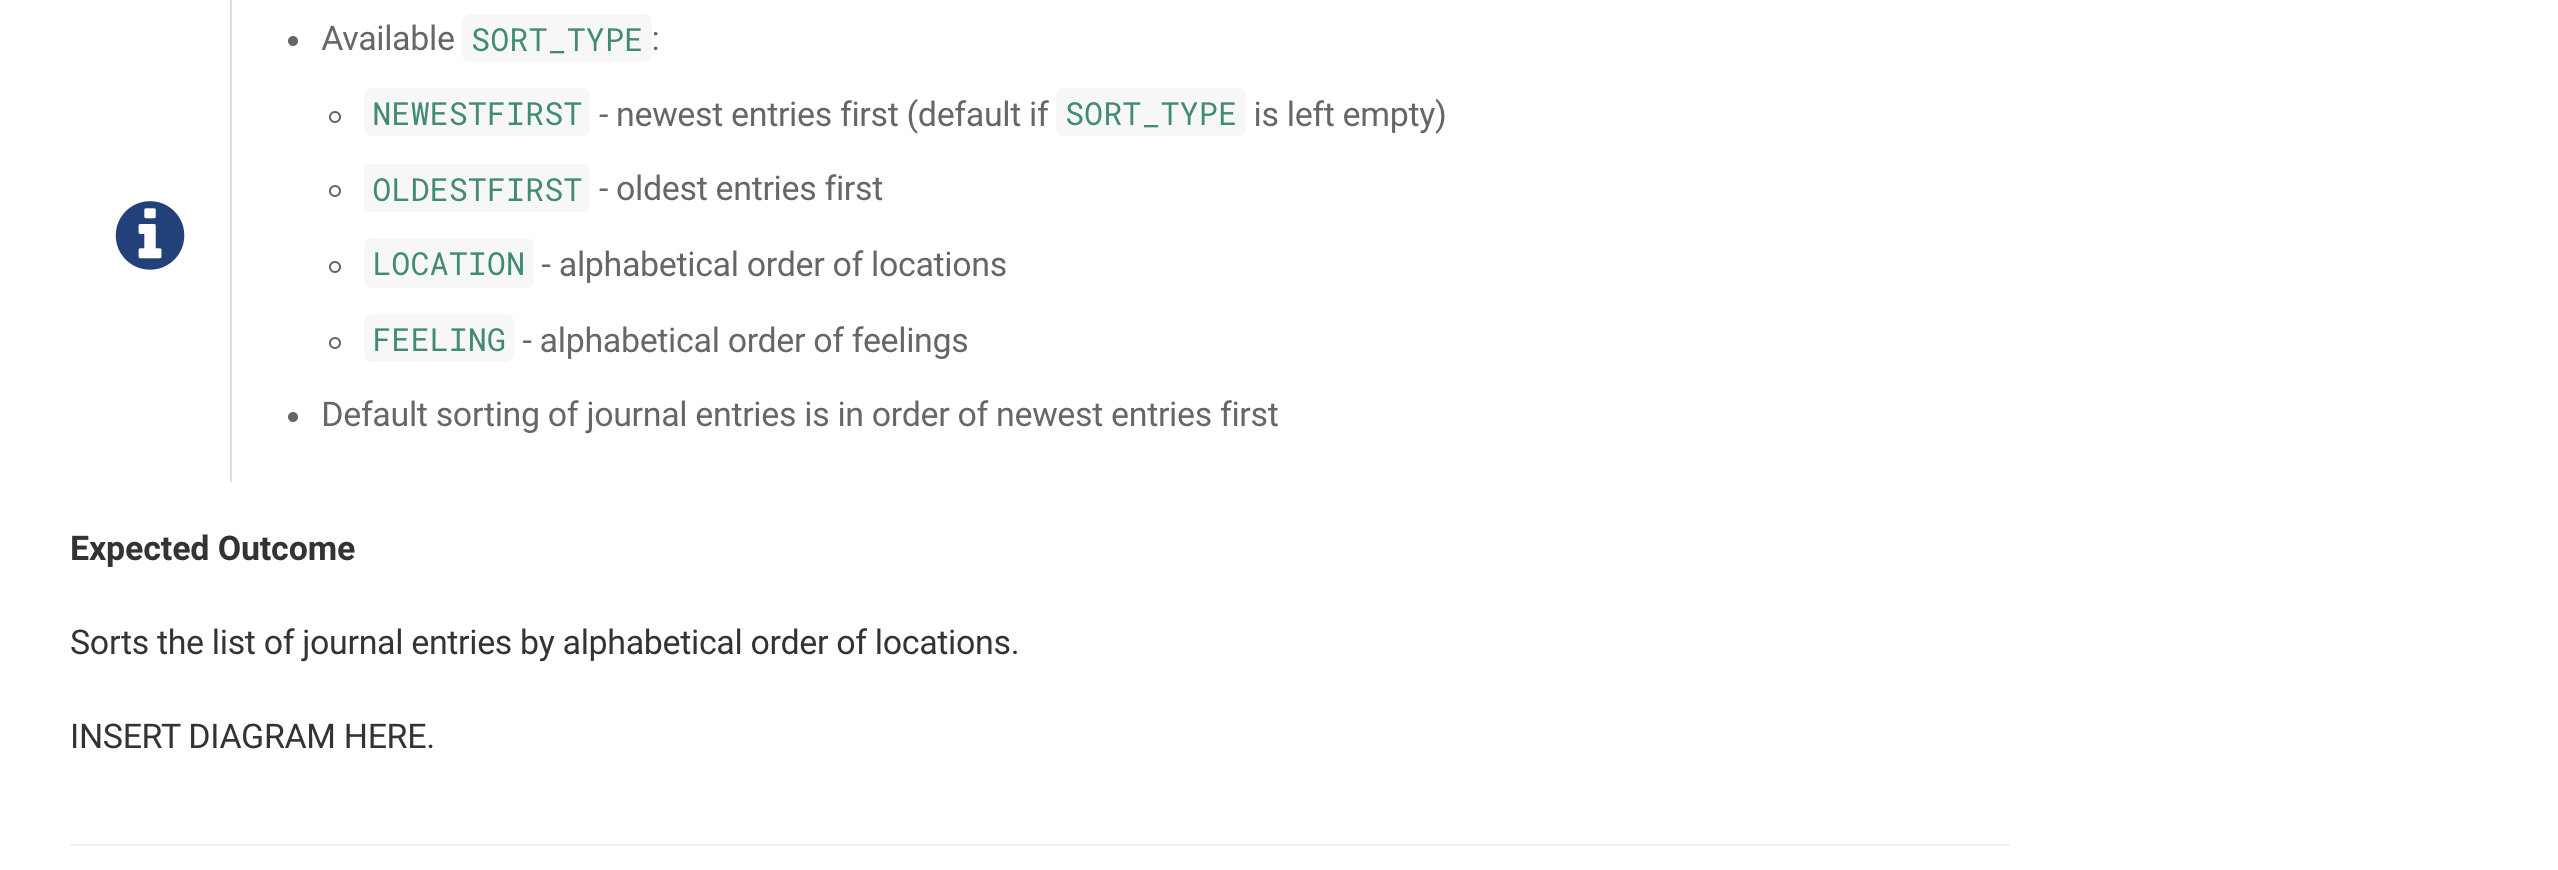 Available SORT_TYPE:
NEWESTFIRST - newest entries first (default if SORT_TYPE is left empty)
OLDESTFIRST - oldest entries first
LOCATION - alphabetical order of locations
FEELING - alphabetical order of feelings
Default sorting of journal entries is in order of newest entries first
Expected Outcome
Sorts the list of journal entries by alphabetical order of locations.
INSERT DIAGRAM HERE.